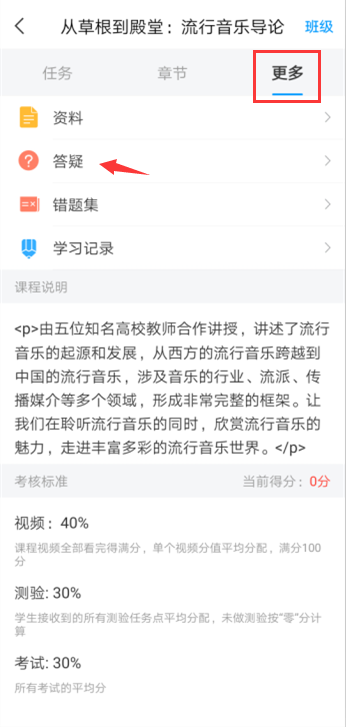 从草根到殿堂：流行音乐导论 班级
任务 章节 更多
资料
答疑
错题集
学习记录
课程说明
<p>由五位知名高校教师合作讲授，讲述了流行
音乐的起源和发展，从西方的流行音乐跨越到
中国的流行音乐，涉及音乐的行业、流派、传
播媒介等多个领域，形成非常完整的框架。让
我们在聆听流行音乐的同时，欣赏流行音乐的
魅力，走进丰富多彩的流行音乐世界。</p>
考核标准 当前得分：0分
视频：40%
课程视频全部看完得满分，单个视频分值平均分配，满分100
分
测验: 30%
学生接收到的所有测验任务点平均分配，未做测验按“零”分计
算
考试: 30%
所有考试的平均分